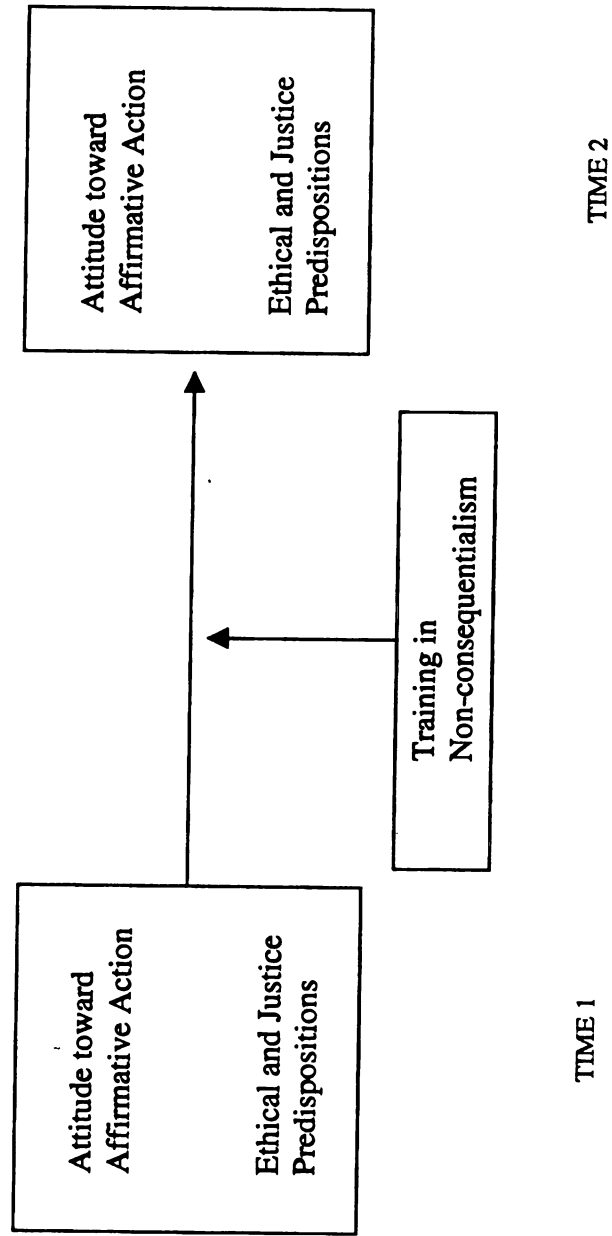 Attitude toward
Affirmative Action
Ethical and Justice
Predispositions
Training in
Non-consequentialism
Attitude toward
Affirmative Action
Ethical and Justice
Predispositions
TIME 1
TIME 2